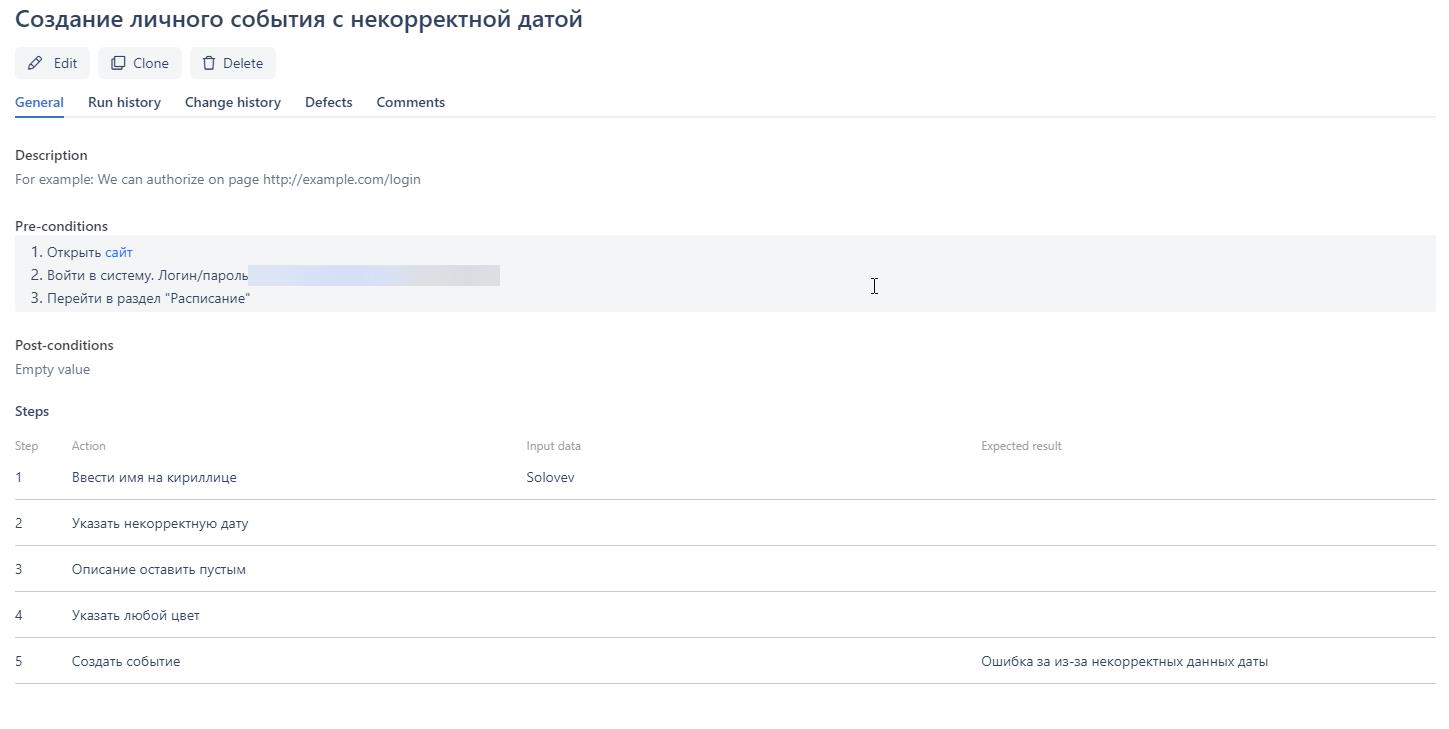 Создание личного события с некорректной датой
Edit Clone Delete
General Run history Change history Defects Comments
Description
For example: We can authorize on page http://example.com/login
Pre-conditions
1. Открыть сайт
2. Войти в систему. Логин/пароль
3. Перейти в раздел "Расписание"
Post-conditions
Empty value
Steps
Step Action Input data Expected result
1 Ввести имя на кириллице Solovev
2 Указать некорректную дату
3 Описание оставить пустым
4 Указать любой цвет
5 Создать событие Ошибка за из-за некорректных данных даты